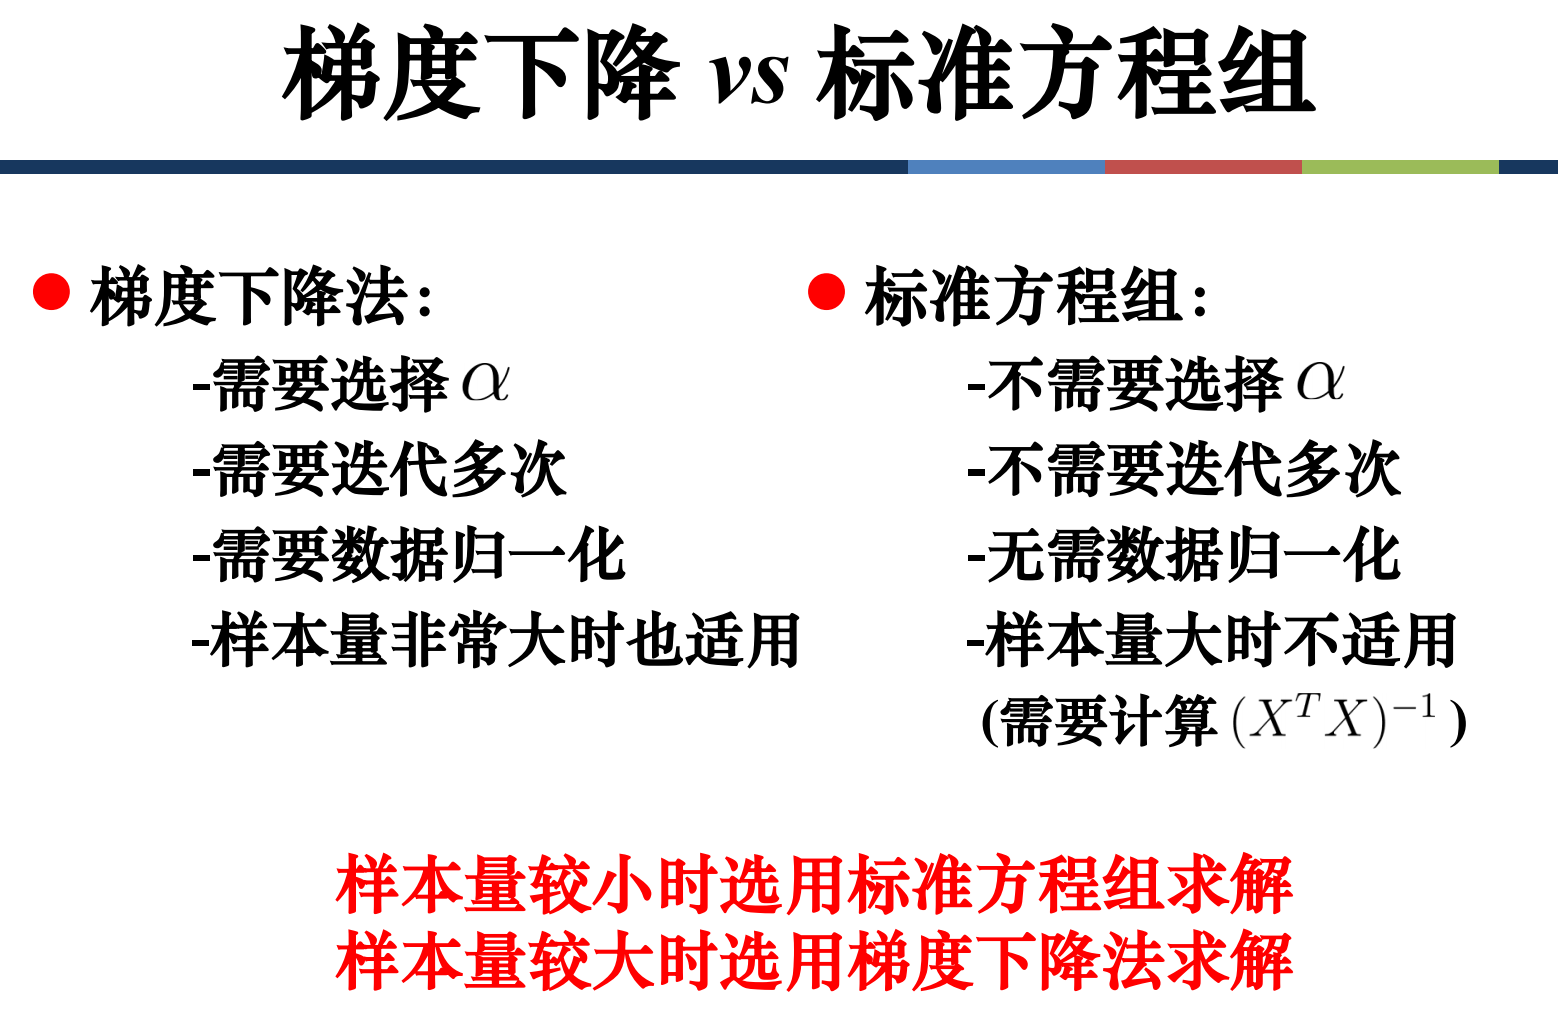 梯度下降 vs 标准方程组
梯度下降法:
-需要选择 α
-需要迭代多次
-需要数据归一化
-样本量非常大时也适用
标准方程组:
-不需要选择 α
-不需要迭代多次
-无需数据归一化
-样本量大时不适用
(需要计算 (X^T X)^{-1} )
样本量较小时选用标准方程组求解
样本量较大时选用梯度下降法求解